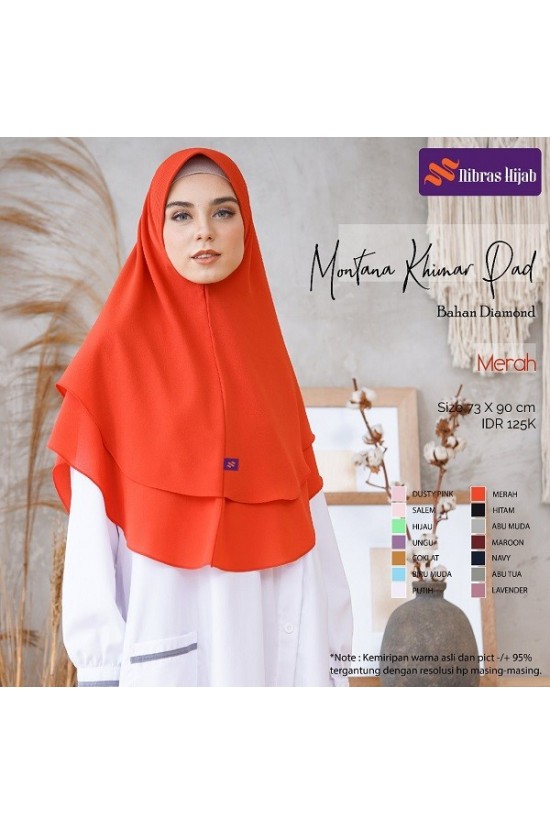 Nibras Hijab
Montana Khimar Pad
Bahan Diamond
Merah
Size 73 X 90 cm
IDR 125K
DUSTY PINK
SALEM
HIJAU
UNGU
COKLAT
BIRU MUDA
PUTIH
MERAH
HITAM
ABU MUDA
MAROON
NAVY
ABU TUA
LAVENDER
*Note : Kemiripan warna asli dan pict -/+ 95%
tergantung dengan resolusi hp masing-masing.